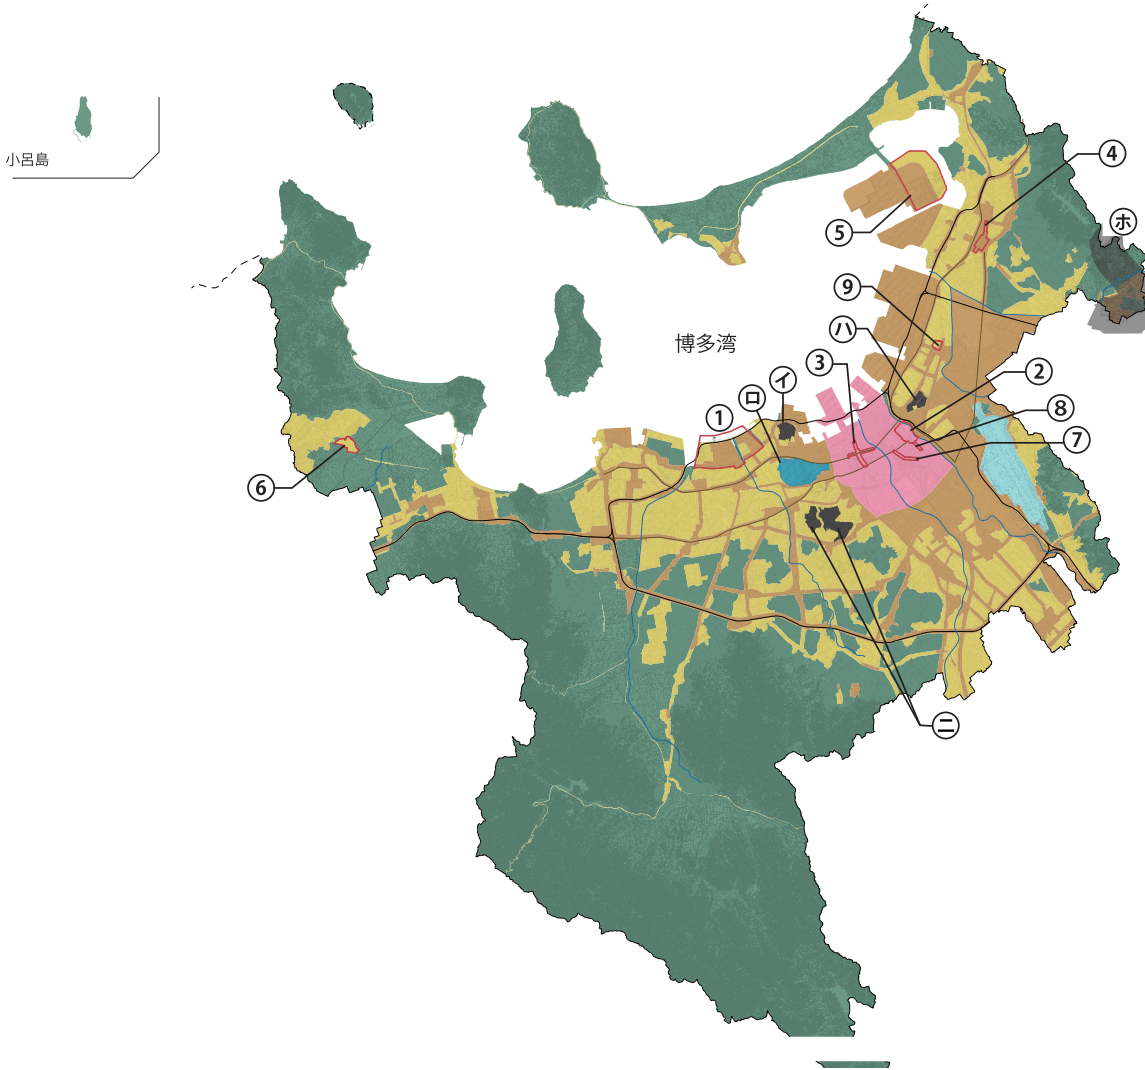 小呂島
④
ホ
⑤
⑨
博多湾
ハ
③
②
イ
ロ
⑧
①
⑦
⑥
ニ